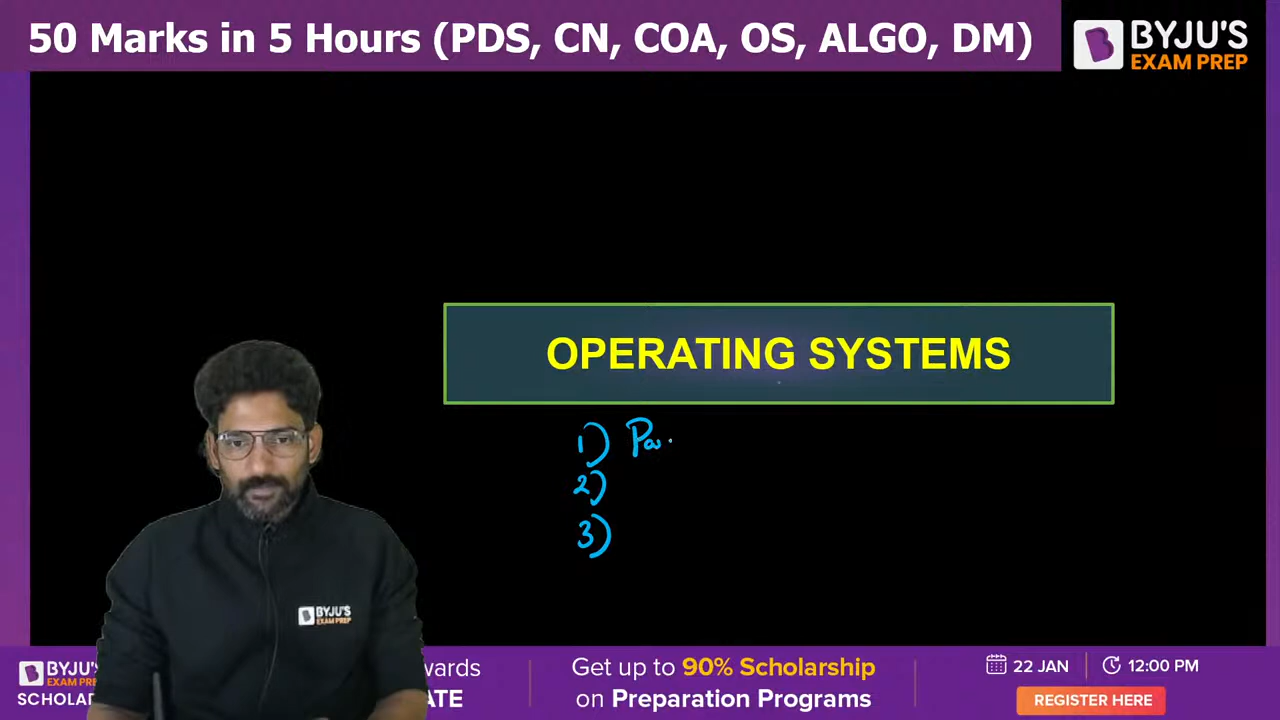 50 Marks in 5 Hours (PDS, CN, COA, OS, ALGO, DM)
BYJU'S
EXAM PREP
OPERATING SYSTEMS
1) Pa
2)
3)
BYJU'S
EXAM PREP
BYJU'S
EXAM PREP
SCHOLAR
wards
ATE
Get up to 90% Scholarship
on Preparation Programs
22 JAN
12:00 PM
REGISTER HERE